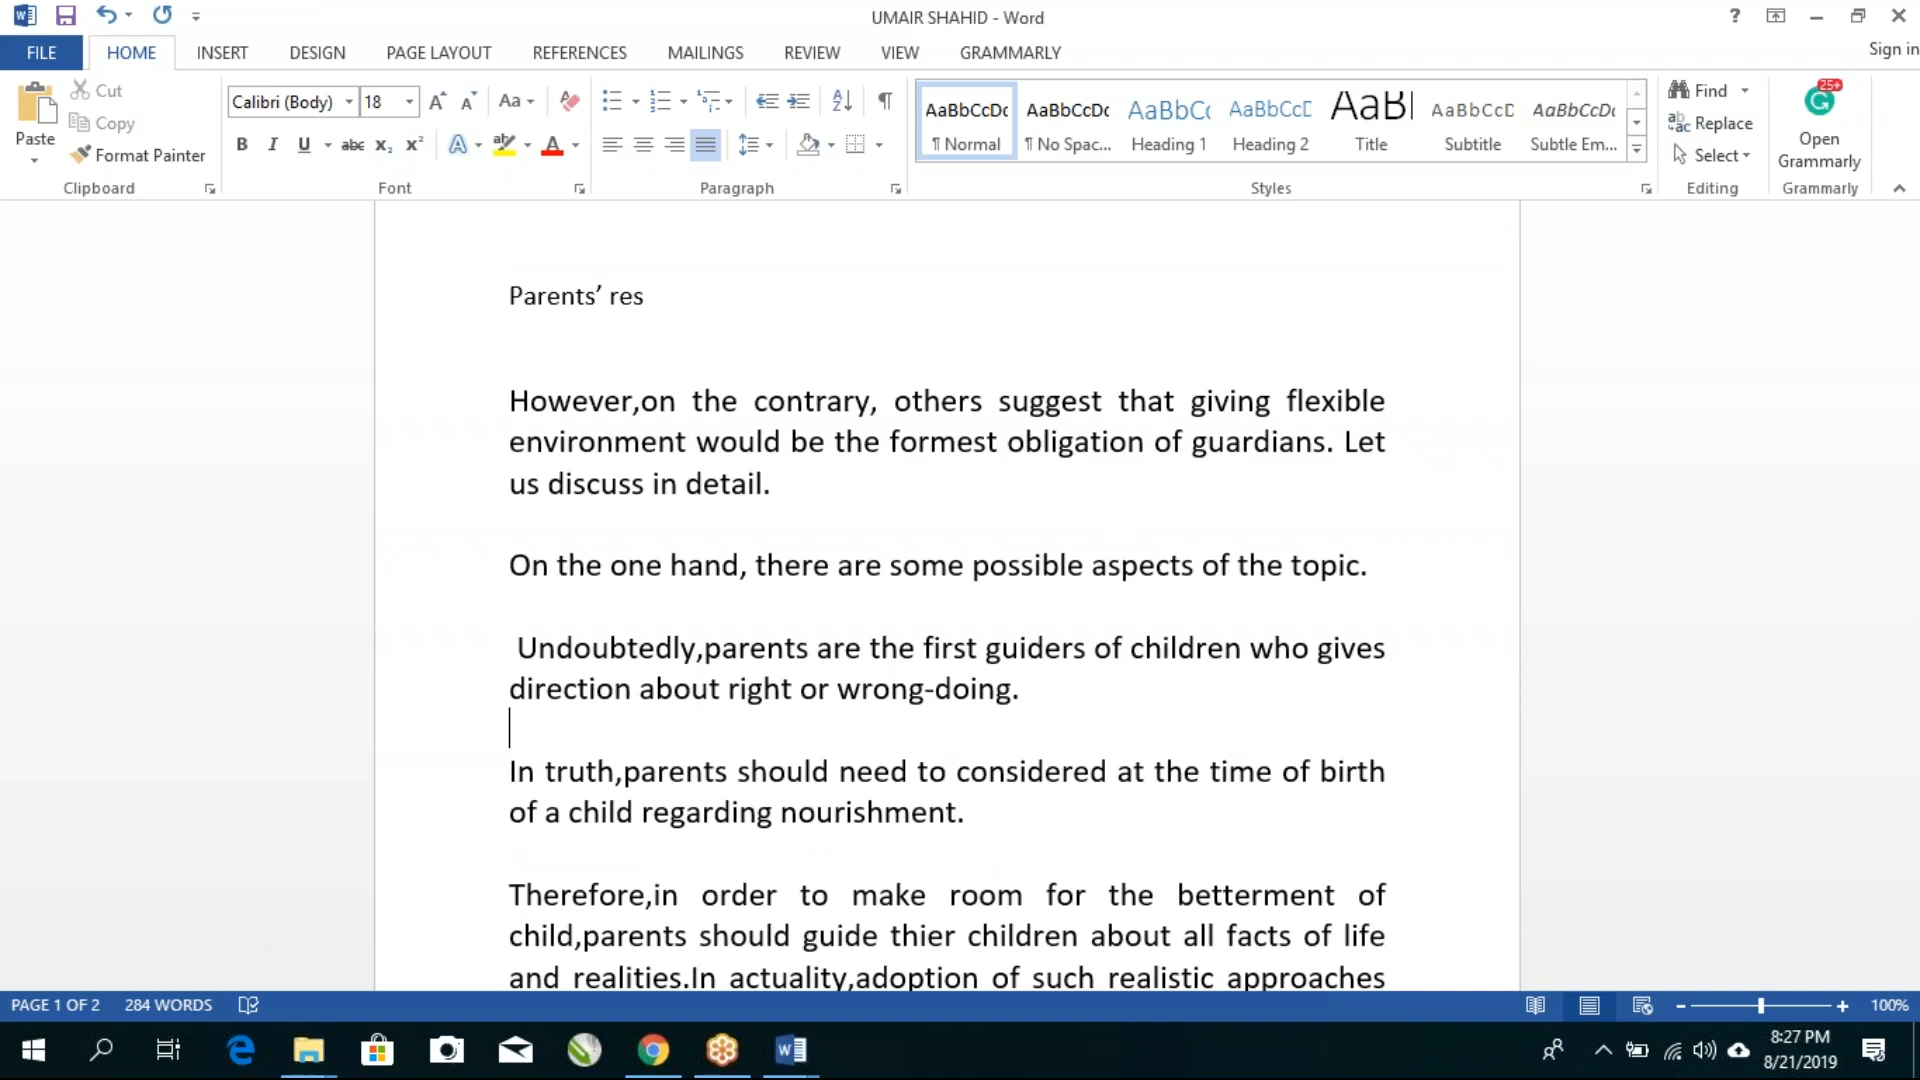 UMAIR SHAHID - Word
?
Sign in
FILE HOME INSERT DESIGN PAGE LAYOUT REFERENCES MAILINGS REVIEW VIEW GRAMMARLY
Paste
Cut
Copy
Format Painter
Clipboard
Calibri (Body) 18
Aa
B I U abc x₂ x² A aby A
Font
Paragraph
AaBbCcDc AaBbCcDc AaBbCc AaBbCcD AaBl AaBbCcD AaBbCcDc
¶ Normal ¶ No Spac... Heading 1 Heading 2 Title Subtitle Subtle Em...
Styles
Find
Replace
Select
Editing
25+
Open
Grammarly
Grammarly
Parents’ res
However,on the contrary, others suggest that giving flexible
environment would be the formest obligation of guardians. Let
us discuss in detail.
On the one hand, there are some possible aspects of the topic.
Undoubtedly,parents are the first guiders of children who gives
direction about right or wrong-doing.
In truth,parents should need to considered at the time of birth
of a child regarding nourishment.
Therefore,in order to make room for the betterment of
child,parents should guide thier children about all facts of life
and realities.In actuality,adoption of such realistic approaches
PAGE 1 OF 2 284 WORDS
100%
8:27 PM
8/21/2019